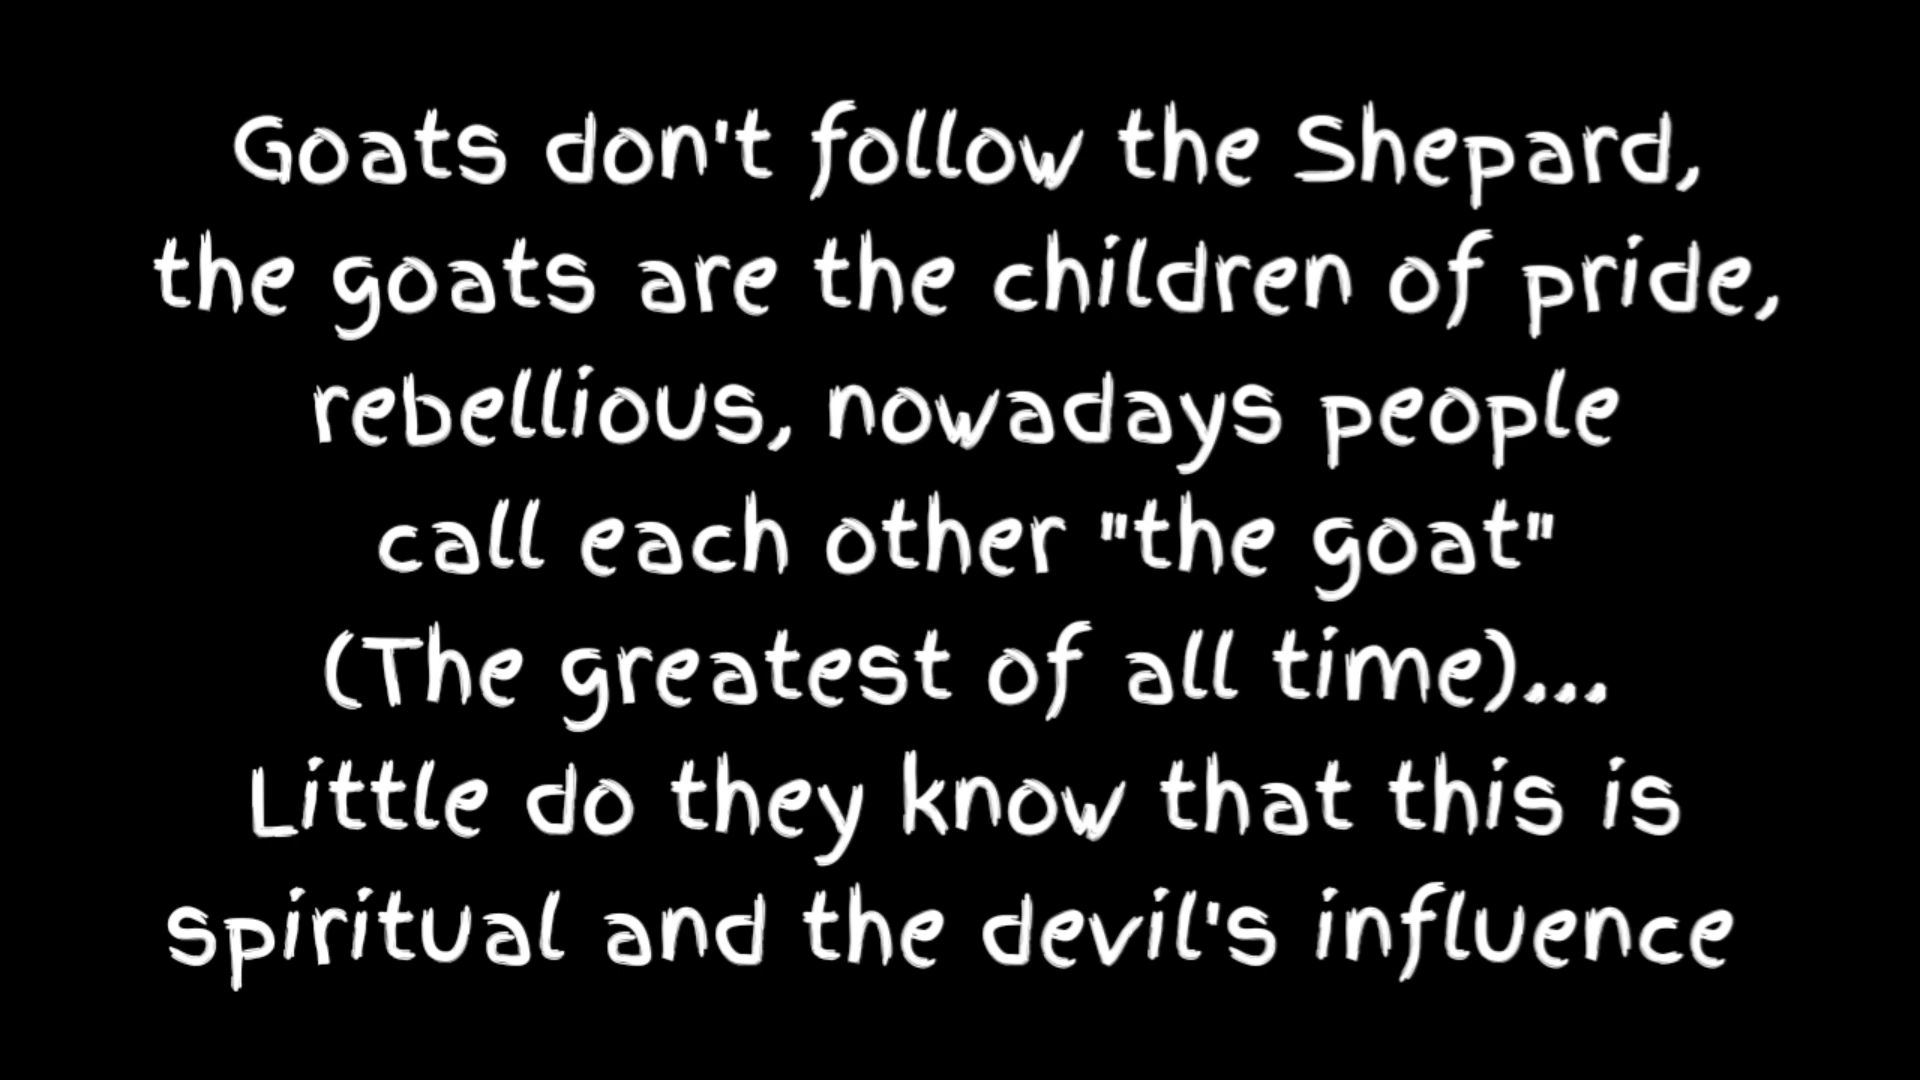 Goats don't follow the Shepard,
the goats are the children of pride,
rebellious, nowadays people
call each other "the goat"
(The greatest of all time)...
Little do they know that this is
spiritual and the devil's influence